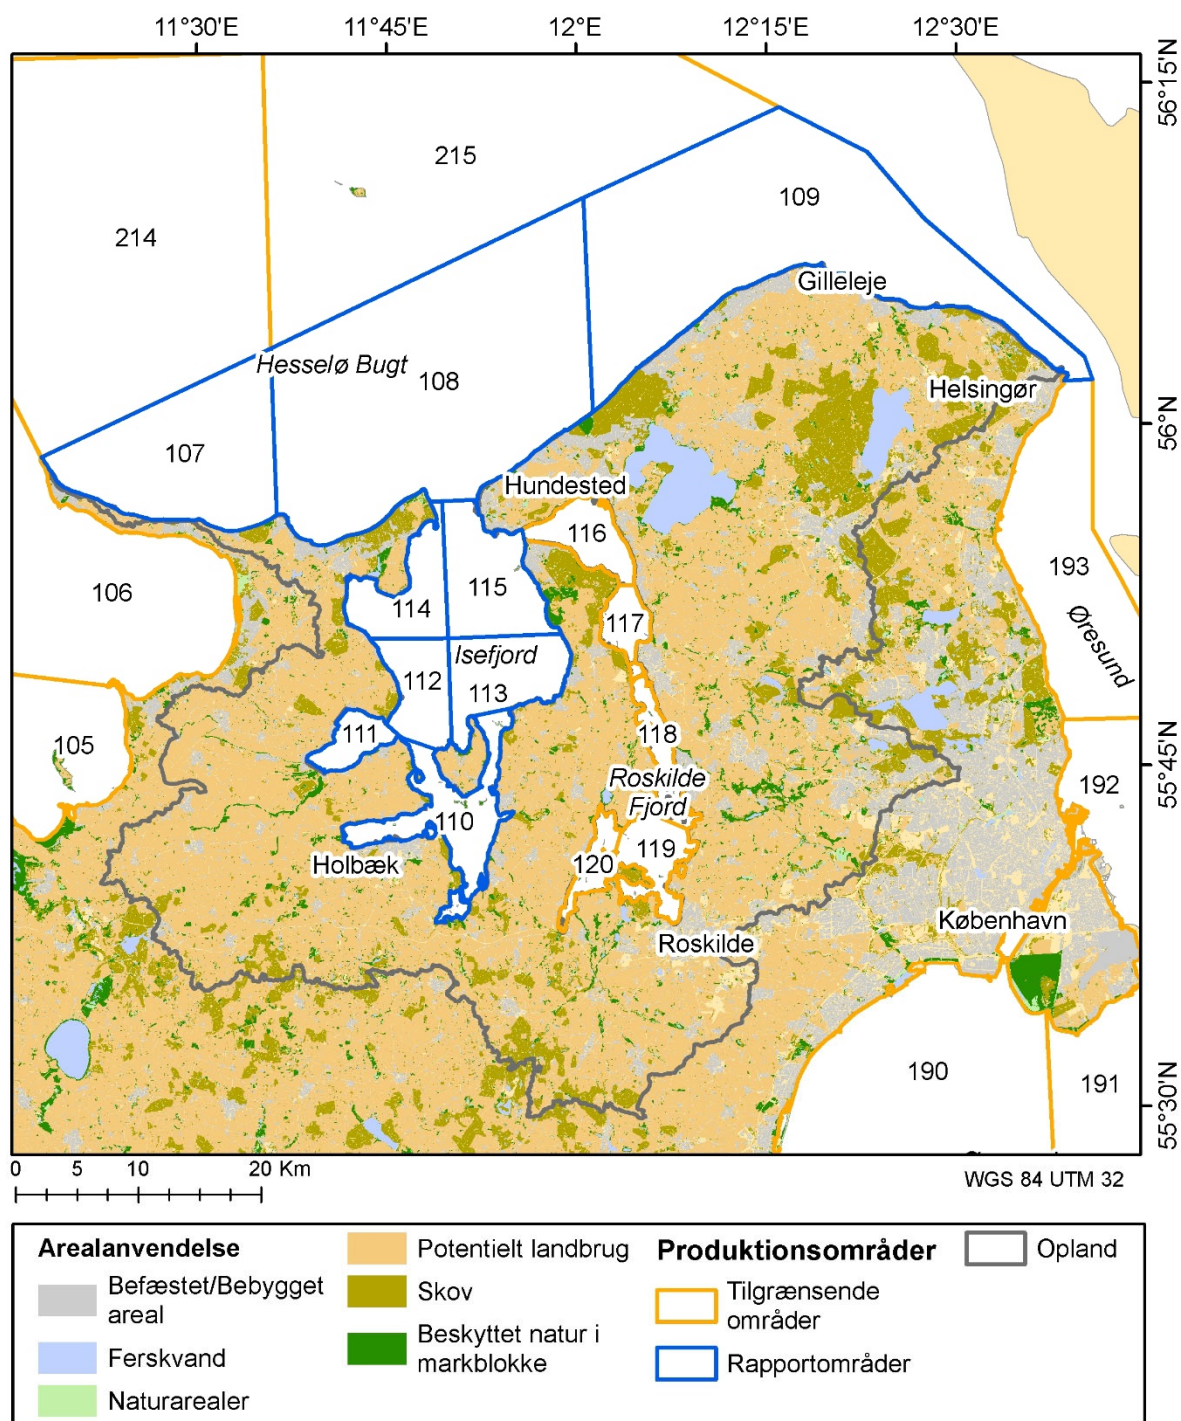 11°30'E 11°45'E 12°E 12°15'E 12°30'E
56°15'N
215
109
214
Gilleleje
Hesselø Bugt
108
Helsingør
56°N
107
Hundested
116
193
115
106
114
117
Øresund
Isefjord
112
113
118
111
105
55°45'N
Roskilde
Fjord
192
110
119
120
Holbæk
København
Roskilde
190
191
55°30'N
0 5 10 20 Km
WGS 84 UTM 32
Arealanvendelse
Befæstet/Bebygget
areal
Ferskvand
Naturarealer
Potentielt landbrug
Skov
Beskyttet natur i
markblokke
Produktionsområder
Tilgrænsende
områder
Rapportområder
Opland